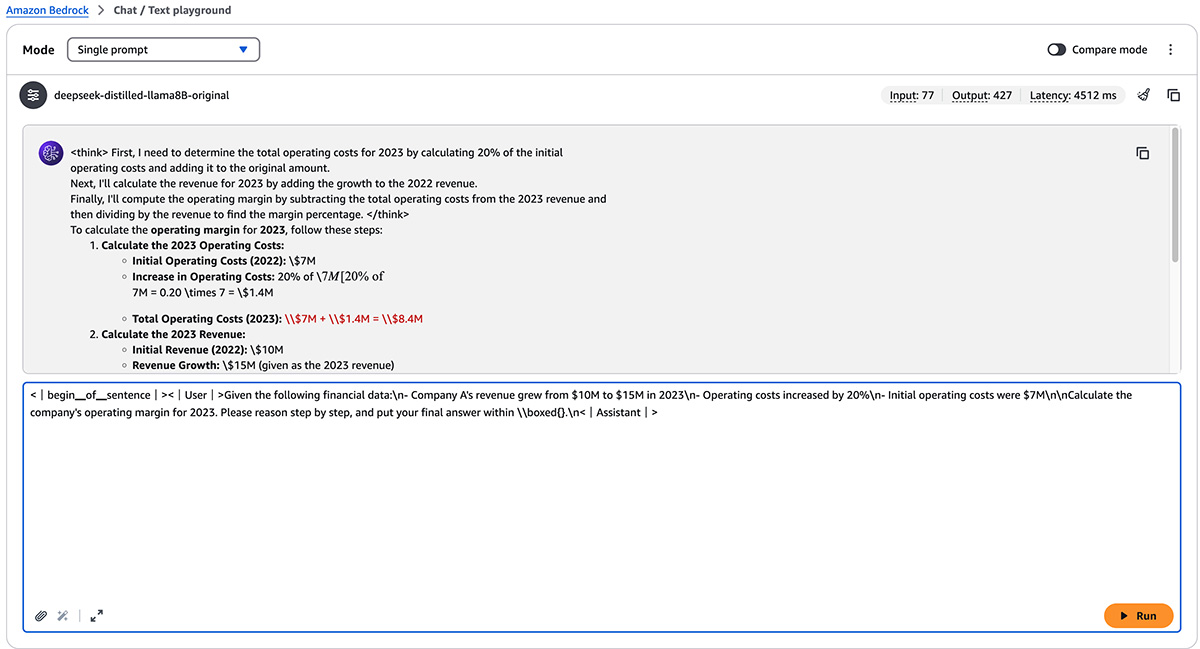 Amazon Bedrock > Chat / Text playground
Mode Single prompt Compare mode
deepseek-distilled-llama8B-original Input: 77 Output: 427 Latency: 4512 ms
<think> First, I need to determine the total operating costs for 2023 by calculating 20% of the initial
operating costs and adding it to the original amount.
Next, I'll calculate the revenue for 2023 by adding the growth to the 2022 revenue.
Finally, I'll compute the operating margin by subtracting the total operating costs from the 2023 revenue and
then dividing by the revenue to find the margin percentage. </think>
To calculate the operating margin for 2023, follow these steps:
1. Calculate the 2023 Operating Costs:
◦ Initial Operating Costs (2022): \$7M
◦ Increase in Operating Costs: 20% of \7M[20% of
7M = 0.20 \times 7 = \$1.4M
◦ Total Operating Costs (2023): \\$7M + \\$1.4M = \\$8.4M
2. Calculate the 2023 Revenue:
◦ Initial Revenue (2022): \$10M
◦ Revenue Growth: \$15M (given as the 2023 revenue)
<｜begin__of__sentence｜><｜User｜>Given the following financial data:\n- Company A's revenue grew from $10M to $15M in 2023\n- Operating costs increased by 20%\n- Initial operating costs were $7M\n\nCalculate the
company's operating margin for 2023. Please reason step by step, and put your final answer within \\boxed{}.\n<｜Assistant｜>
Run